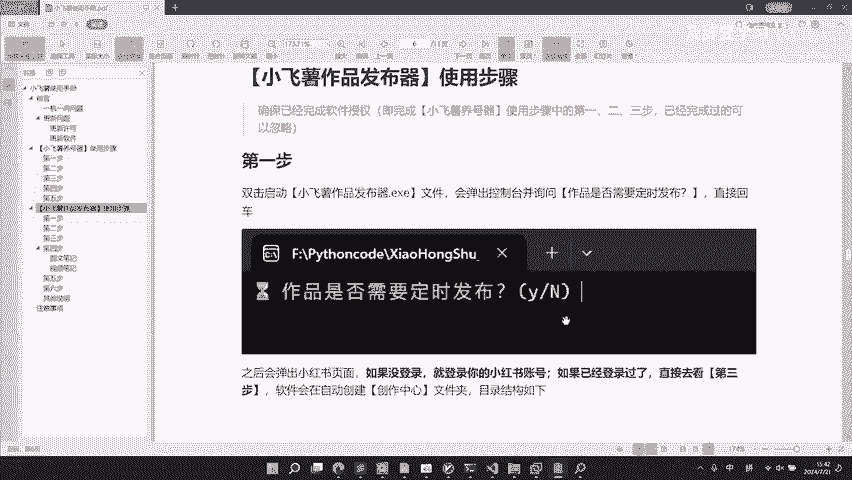 小飞薯使用手册.pdf
6
小飞薯使用手册
前言
更新问题
更新许可
更新软件
【小飞薯养号器】使用步骤
第一步
第二步
第三步
第四步
第五步
【小飞薯作品发布器】使用步骤
第一步
第二步
第三步
第四步
图文笔记
视频笔记
第五步
第六步
注意事项
【小飞薯作品发布器】使用步骤
确保已经完成软件授权（即完成【小飞薯养号器】使用步骤中的第一、二、三步，已经完成过的可
以忽略）
第一步
双击启动【小飞薯作品发布器.exe】文件，会弹出控制台并询问【作品是否需要定时发布？】，直接回
车
F:\Pythoncode\XiaoHongShu_
作品是否需要定时发布？(y/N)
之后会弹出小红书页面。如果没登录，就登录你的小红书账号；如果已经登录过了，直接去看【第三
步】，软件会在自动创建【创作中心】文件夹，目录结构如下
中
拼
15:42
2024/7/21